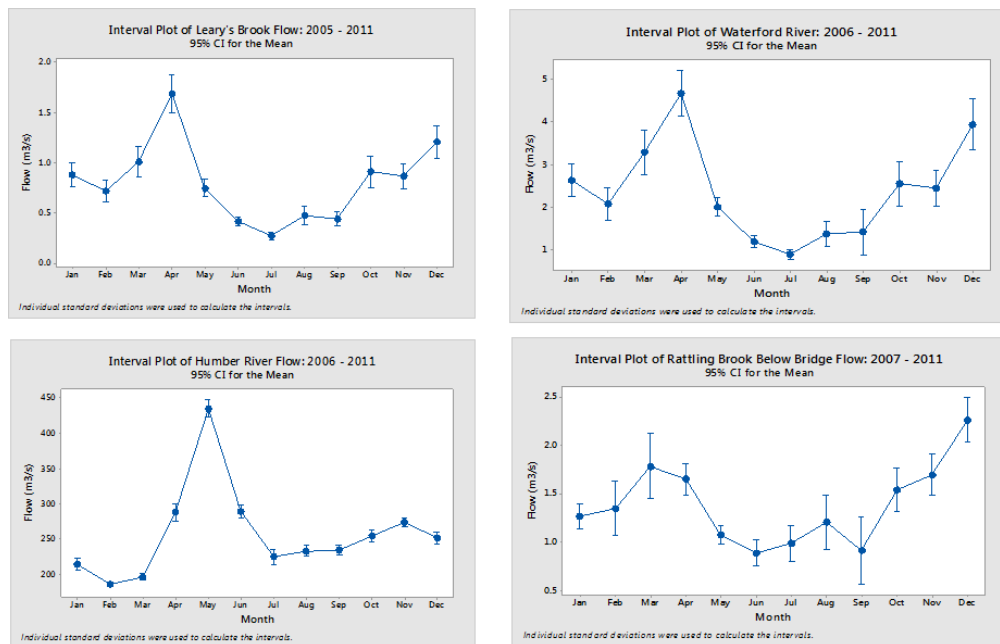 Interval Plot of Leary's Brook Flow: 2005 - 2011
95% CI for the Mean
2.0
1.5
1.0
0.5
0.0
Flow (m3/s)
Jan Feb Mar Apr May Jun Jul Aug Sep Oct Nov Dec
Month
Individual standard deviations were used to calculate the intervals.
Interval Plot of Waterford River: 2006 - 2011
95% CI for the Mean
5
4
3
2
1
Flow (m3/s)
Jan Feb Mar Apr May Jun Jul Aug Sep Oct Nov Dec
Month
Individual standard deviations were used to calculate the intervals.
Interval Plot of Humber River Flow: 2006 - 2011
95% CI for the Mean
450
400
350
300
250
200
Flow (m3/s)
Jan Feb Mar Apr May Jun Jul Aug Sep Oct Nov Dec
Month
Individual standard deviations were used to calculate the intervals.
Interval Plot of Rattling Brook Below Bridge Flow: 2007 - 2011
95% CI for the Mean
2.5
2.0
1.5
1.0
0.5
Flow (m3/s)
Jan Feb Mar Apr May Jun Jul Aug Sep Oct Nov Dec
Month
Individual standard deviations were used to calculate the intervals.